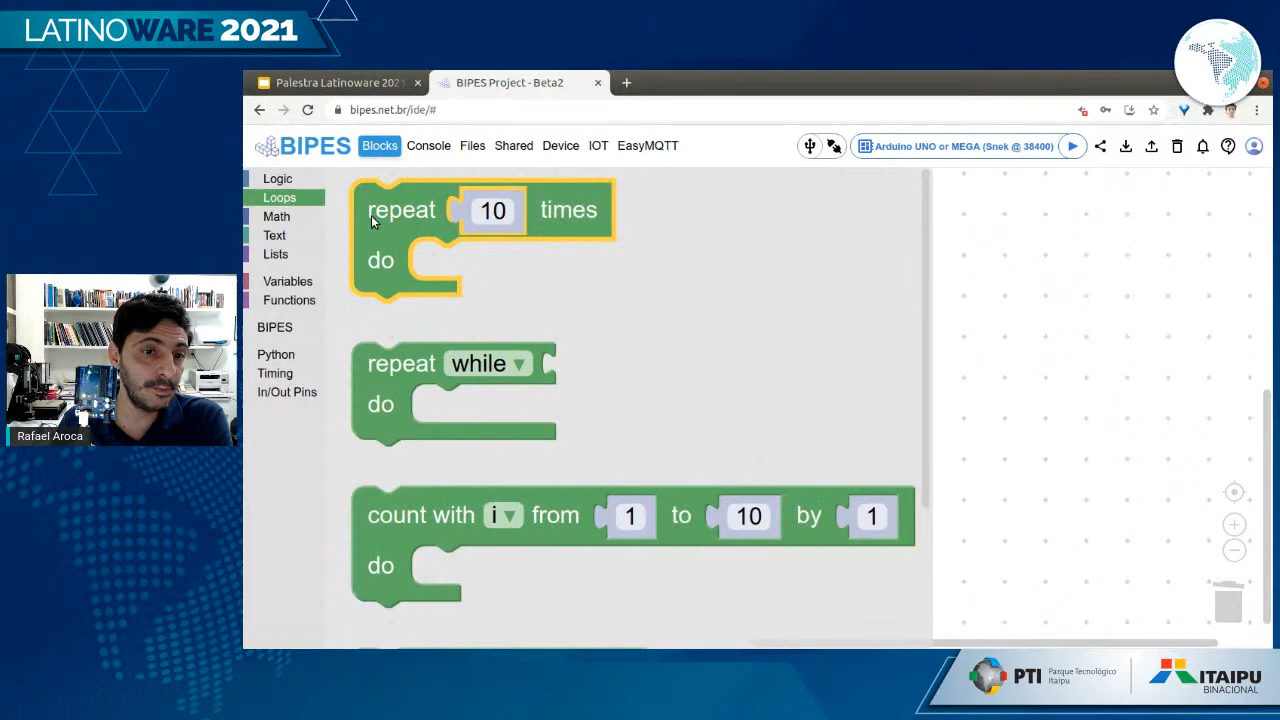 LATINOWARE 2021
Palestra Latinoware 2021
BIPES Project - Beta2
bipes.net.br/ide/#
BIPES
Blocks
Console
Files
Shared
Device
IOT
EasyMQTT
Arduino UNO or MEGA (Snek @ 38400)
Logic
Loops
Math
Text
Lists
Variables
Functions
BIPES
Python
Timing
In/Out Pins
repeat 10 times
do
repeat while
do
count with i from 1 to 10 by 1
do
Rafael Aroca
PTI Parque Tecnológico
Itaipu
ITAIPU
BINACIONAL